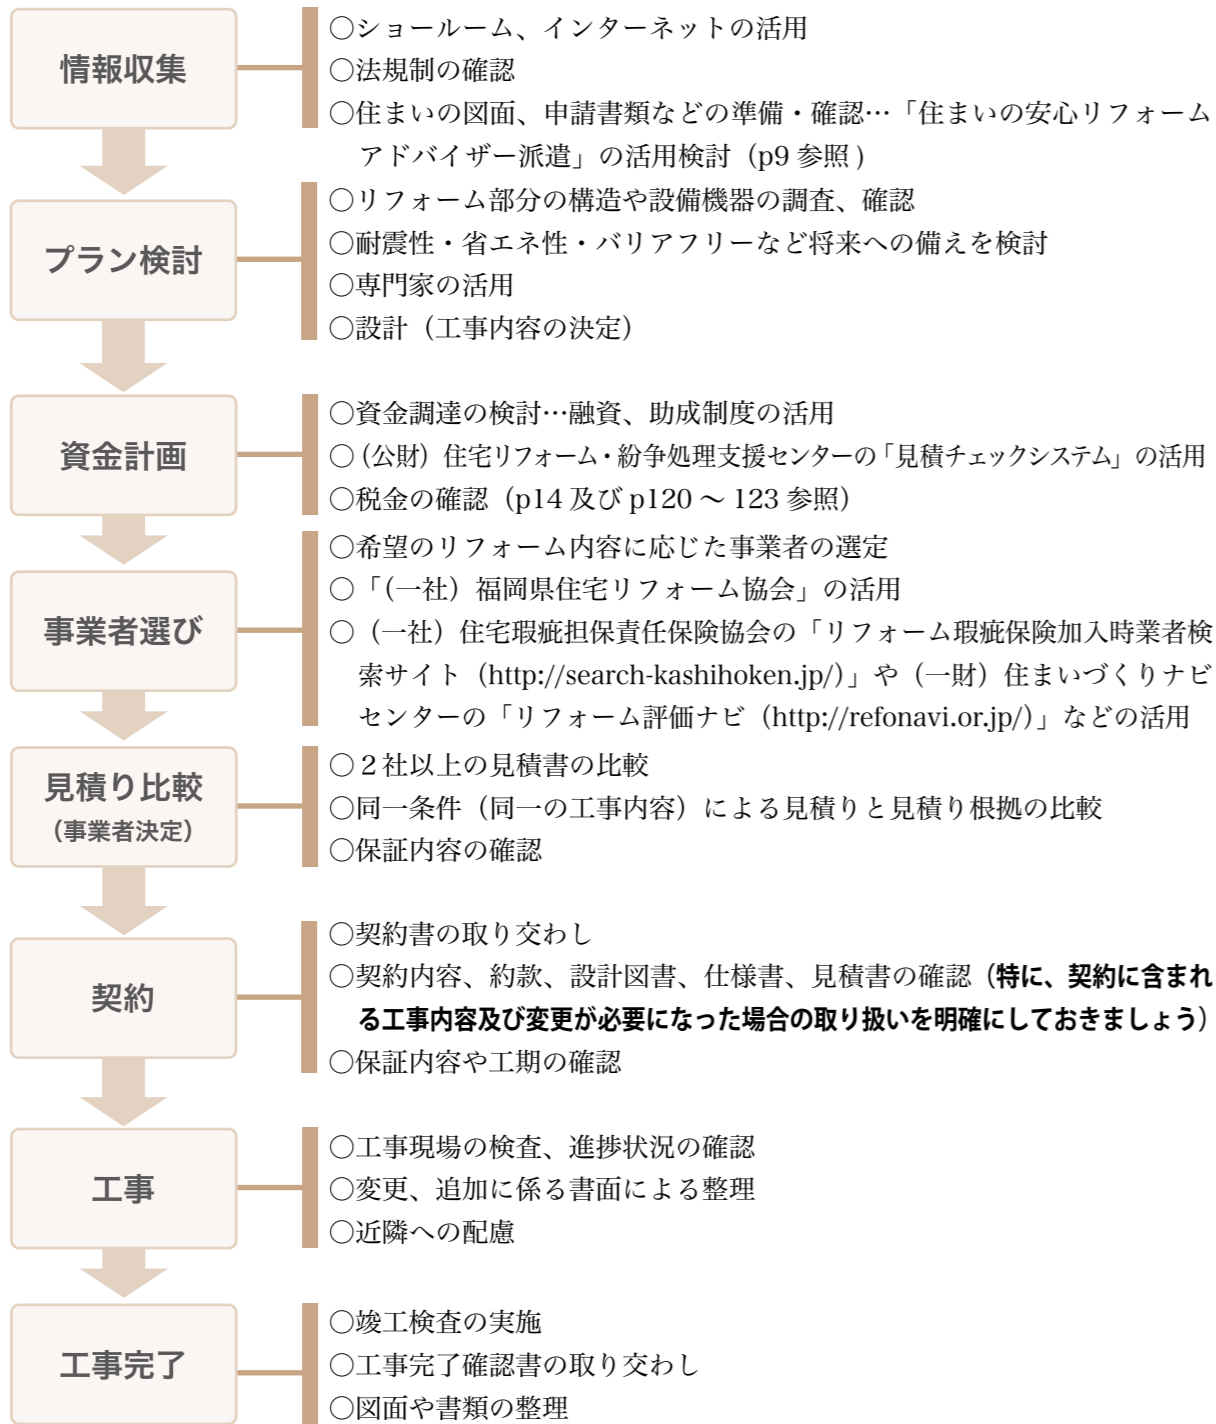 情報収集
○ショールーム、インターネットの活用
○法規制の確認
○住まいの図面、申請書類などの準備・確認…「住まいの安心リフォーム
アドバイザー派遣」の活用検討（p9 参照 )
プラン検討
○リフォーム部分の構造や設備機器の調査、確認
○耐震性・省エネ性・バリアフリーなど将来への備えを検討
○専門家の活用
○設計（工事内容の決定）
資金計画
○資金調達の検討…融資、助成制度の活用
○（公財）住宅リフォーム・紛争処理支援センターの「見積チェックシステム」の活用
○税金の確認（p14 及び p120 ～ 123 参照）
事業者選び
○希望のリフォーム内容に応じた事業者の選定
○「（一社）福岡県住宅リフォーム協会」の活用
○（一社）住宅瑕疵担保責任保険協会の「リフォーム瑕疵保険加入時業者検
索サイト（http://search-kashihoken.jp/）」や（一財）住まいづくりナビ
センターの「リフォーム評価ナビ（http://refonavi.or.jp/）」などの活用
見積り比較
（事業者決定）
○２社以上の見積書の比較
○同一条件（同一の工事内容）による見積りと見積り根拠の比較
○保証内容の確認
契約
○契約書の取り交わし
○契約内容、約款、設計図書、仕様書、見積書の確認（特に、契約に含まれ
る工事内容及び変更が必要になった場合の取り扱いを明確にしておきましょう）
○保証内容や工期の確認
工事
○工事現場の検査、進捗状況の確認
○変更、追加に係る書面による整理
○近隣への配慮
工事完了
○竣工検査の実施
○工事完了確認書の取り交わし
○図面や書類の整理